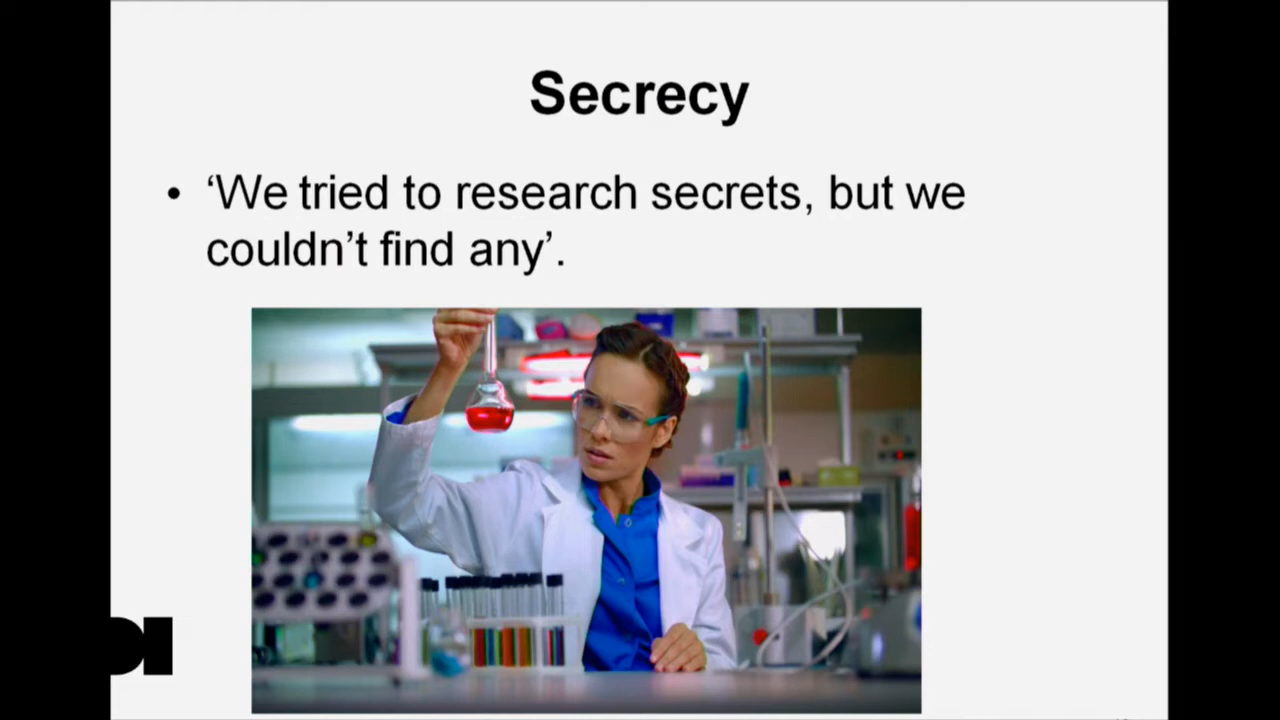 Secrecy
• ‘We tried to research secrets, but we
couldn’t find any’.